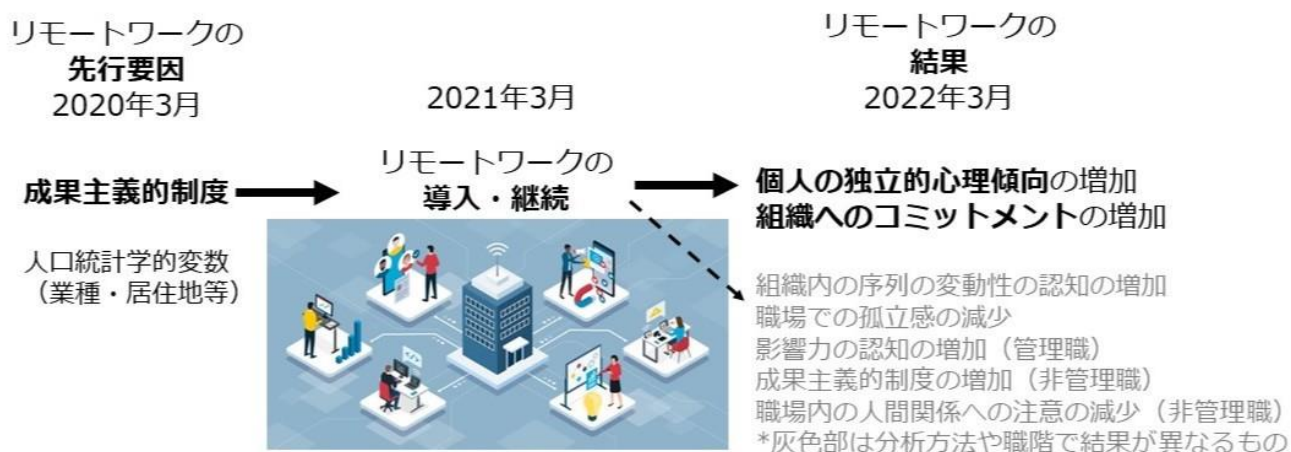 リモートワークの
先行要因
2020年3月
成果主義的制度
人口統計学的変数
（業種・居住地等）
2021年3月
リモートワークの
導入・継続
リモートワークの
結果
2022年3月
個人の独立的心理傾向の増加
組織へのコミットメントの増加
組織内の序列の変動性の認知の増加
職場での孤立感の減少
影響力の認知の増加（管理職）
成果主義的制度の増加（非管理職）
職場内の人間関係への注意の減少（非管理職）
*灰色部は分析方法や職階で結果が異なるもの